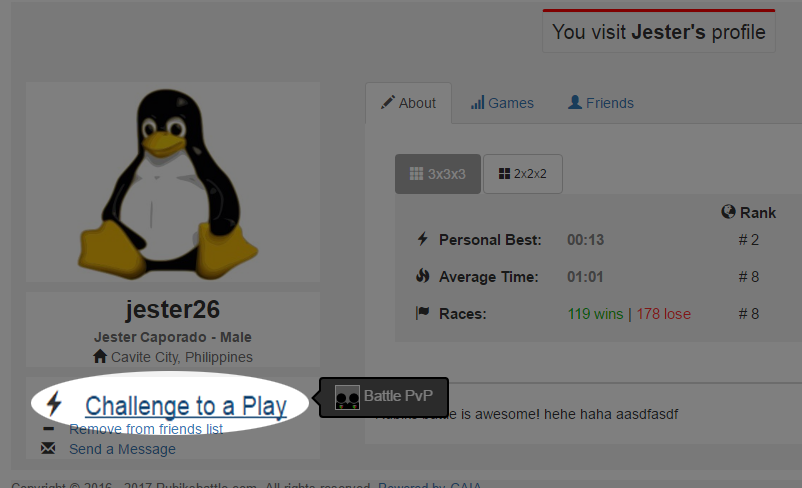 You visit Jester's profile
About
Games
Friends
3x3x3
2x2x2
Rank
Personal Best: 00:13 # 2
Average Time: 01:01 # 8
Races: 119 wins | 178 lose # 8
jester26
Jester Caporado - Male
Cavite City, Philippines
Challenge to a Play
Battle PvP
is awesome! hehe haha aasdfasdf
Remove from friends list
Send a Message
Copyright © 2016 - 2017 Rubiksbattle.com. All rights reserved. Powered by CAIA